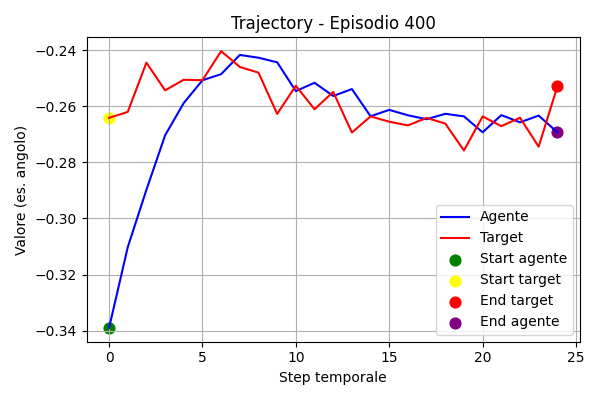 Trajectory - Episodio 400
Valore (es. angolo)
−0.24
−0.26
−0.28
−0.30
−0.32
−0.34
0
5
10
15
20
25
Step temporale
Agente
Target
Start agente
Start target
End target
End agente